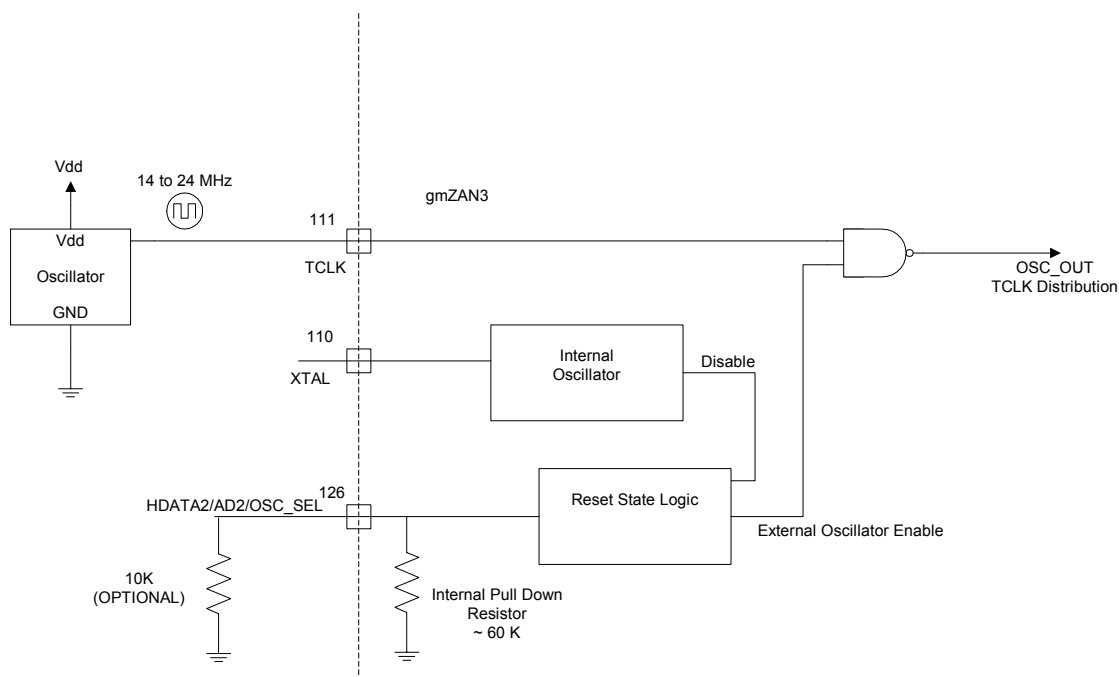 Vdd
14 to 24 MHz
gmZAN3
Vdd
Oscillator
GND
111
TCLK
OSC_OUT
TCLK Distribution
110
XTAL
Internal
Oscillator
Disable
126
HDATA2/AD2/OSC_SEL
Reset State Logic
External Oscillator Enable
10K
(OPTIONAL)
Internal Pull Down
Resistor
~ 60 K